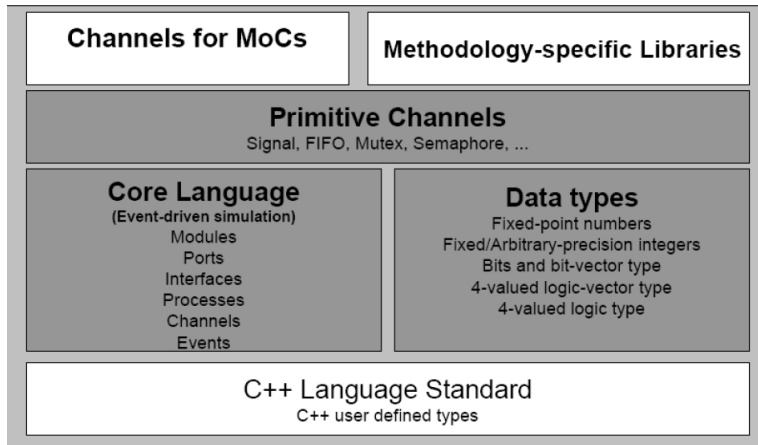 Channels for MoCs
Methodology-specific Libraries
Primitive Channels
Signal, FIFO, Mutex, Semaphore, ...
Core Language
(Event-driven simulation)
Modules
Ports
Interfaces
Processes
Channels
Events
Data types
Fixed-point numbers
Fixed/Arbitrary-precision integers
Bits and bit-vector type
4-valued logic-vector type
4-valued logic type
C++ Language Standard
C++ user defined types